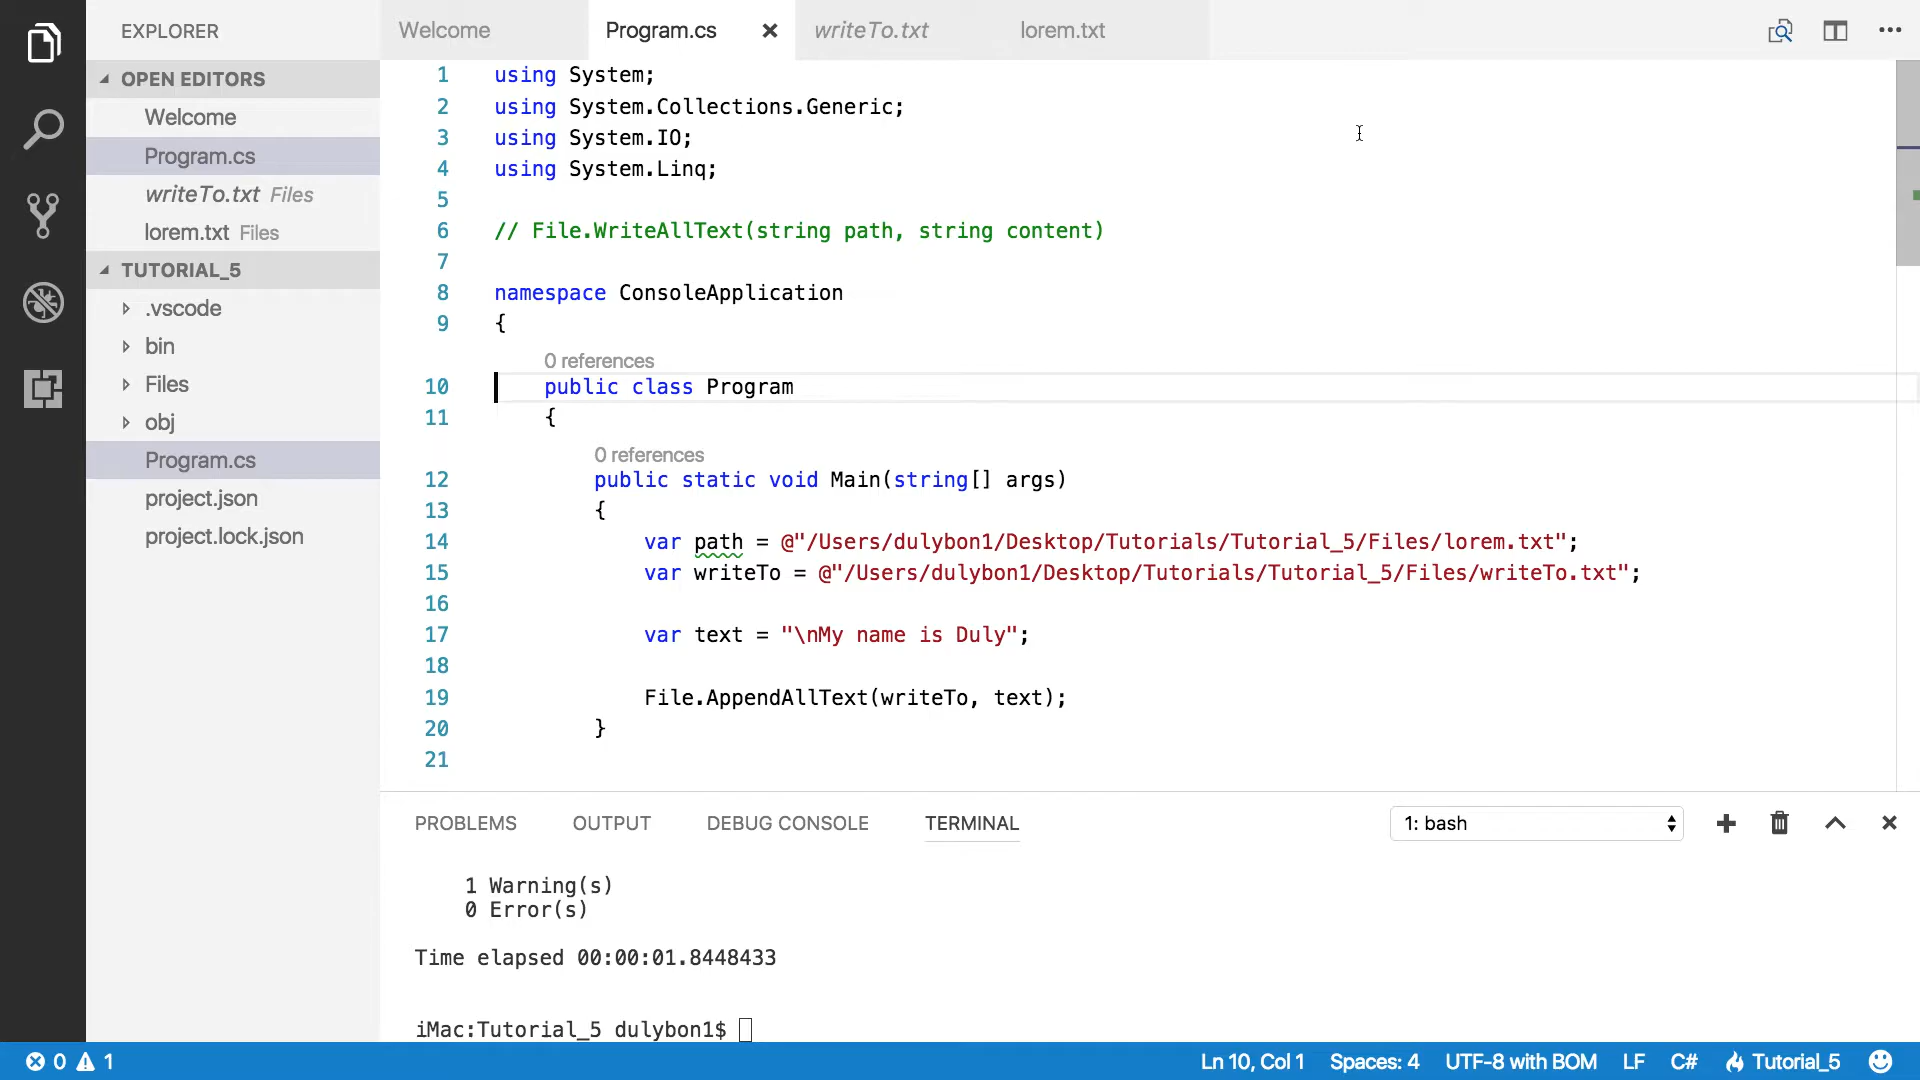 EXPLORER
OPEN EDITORS
Welcome
Program.cs
writeTo.txt Files
lorem.txt Files
TUTORIAL_5
.vscode
bin
Files
obj
Program.cs
project.json
project.lock.json
Welcome Program.cs writeTo.txt lorem.txt
1 using System;
2 using System.Collections.Generic;
3 using System.IO;
4 using System.Linq;
5
6 // File.WriteAllText(string path, string content)
7
8 namespace ConsoleApplication
9 {
0 references
10 public class Program
11 {
0 references
12 public static void Main(string[] args)
13 {
14 var path = @"/Users/dulybon1/Desktop/Tutorials/Tutorial_5/Files/lorem.txt";
15 var writeTo = @"/Users/dulybon1/Desktop/Tutorials/Tutorial_5/Files/writeTo.txt";
16
17 var text = "\nMy name is Duly";
18
19 File.AppendAllText(writeTo, text);
20 }
21
PROBLEMS OUTPUT DEBUG CONSOLE TERMINAL 1: bash
1 Warning(s)
0 Error(s)
Time elapsed 00:00:01.8448433
iMac:Tutorial_5 dulybon1$
0 1 Ln 10, Col 1 Spaces: 4 UTF-8 with BOM LF C# Tutorial_5